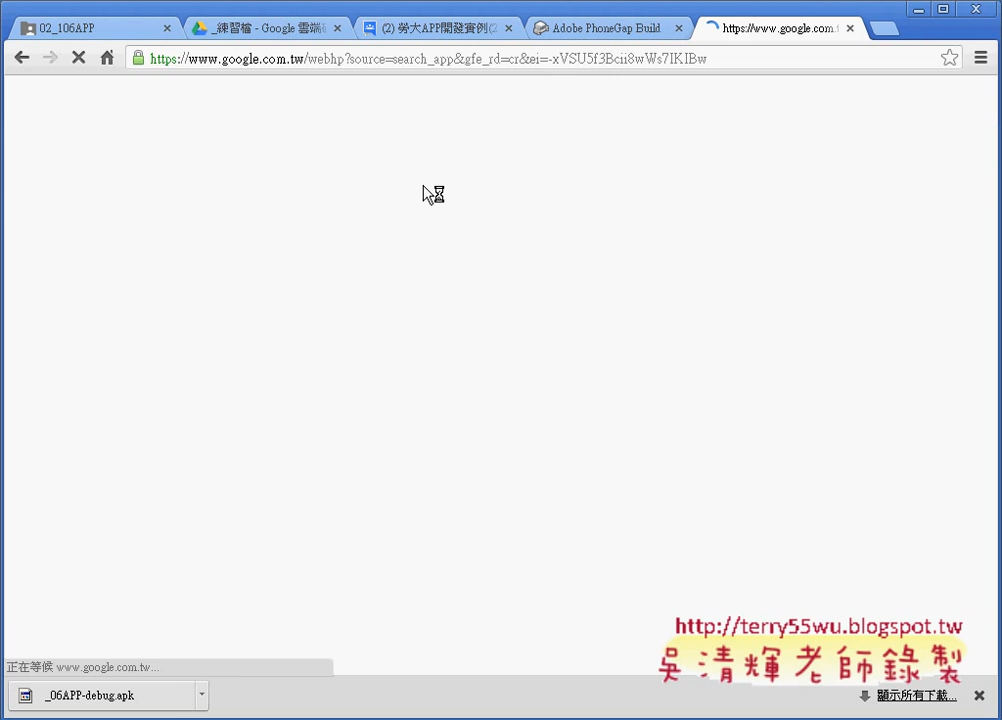 02_106APP
_練習檔 - Google 雲端硬
(2) 勞大APP開發實例(2
Adobe PhoneGap Build
https://www.google.com.t
https://www.google.com.tw/webhp?source=search_app&gfe_rd=cr&ei=-xVSU5f3Bcii8wWs7IKIBw
http://terry55wu.blogspot.tw
吳清輝老師錄製
正在等候 www.google.com.tw...
_06APP-debug.apk
顯示所有下載...